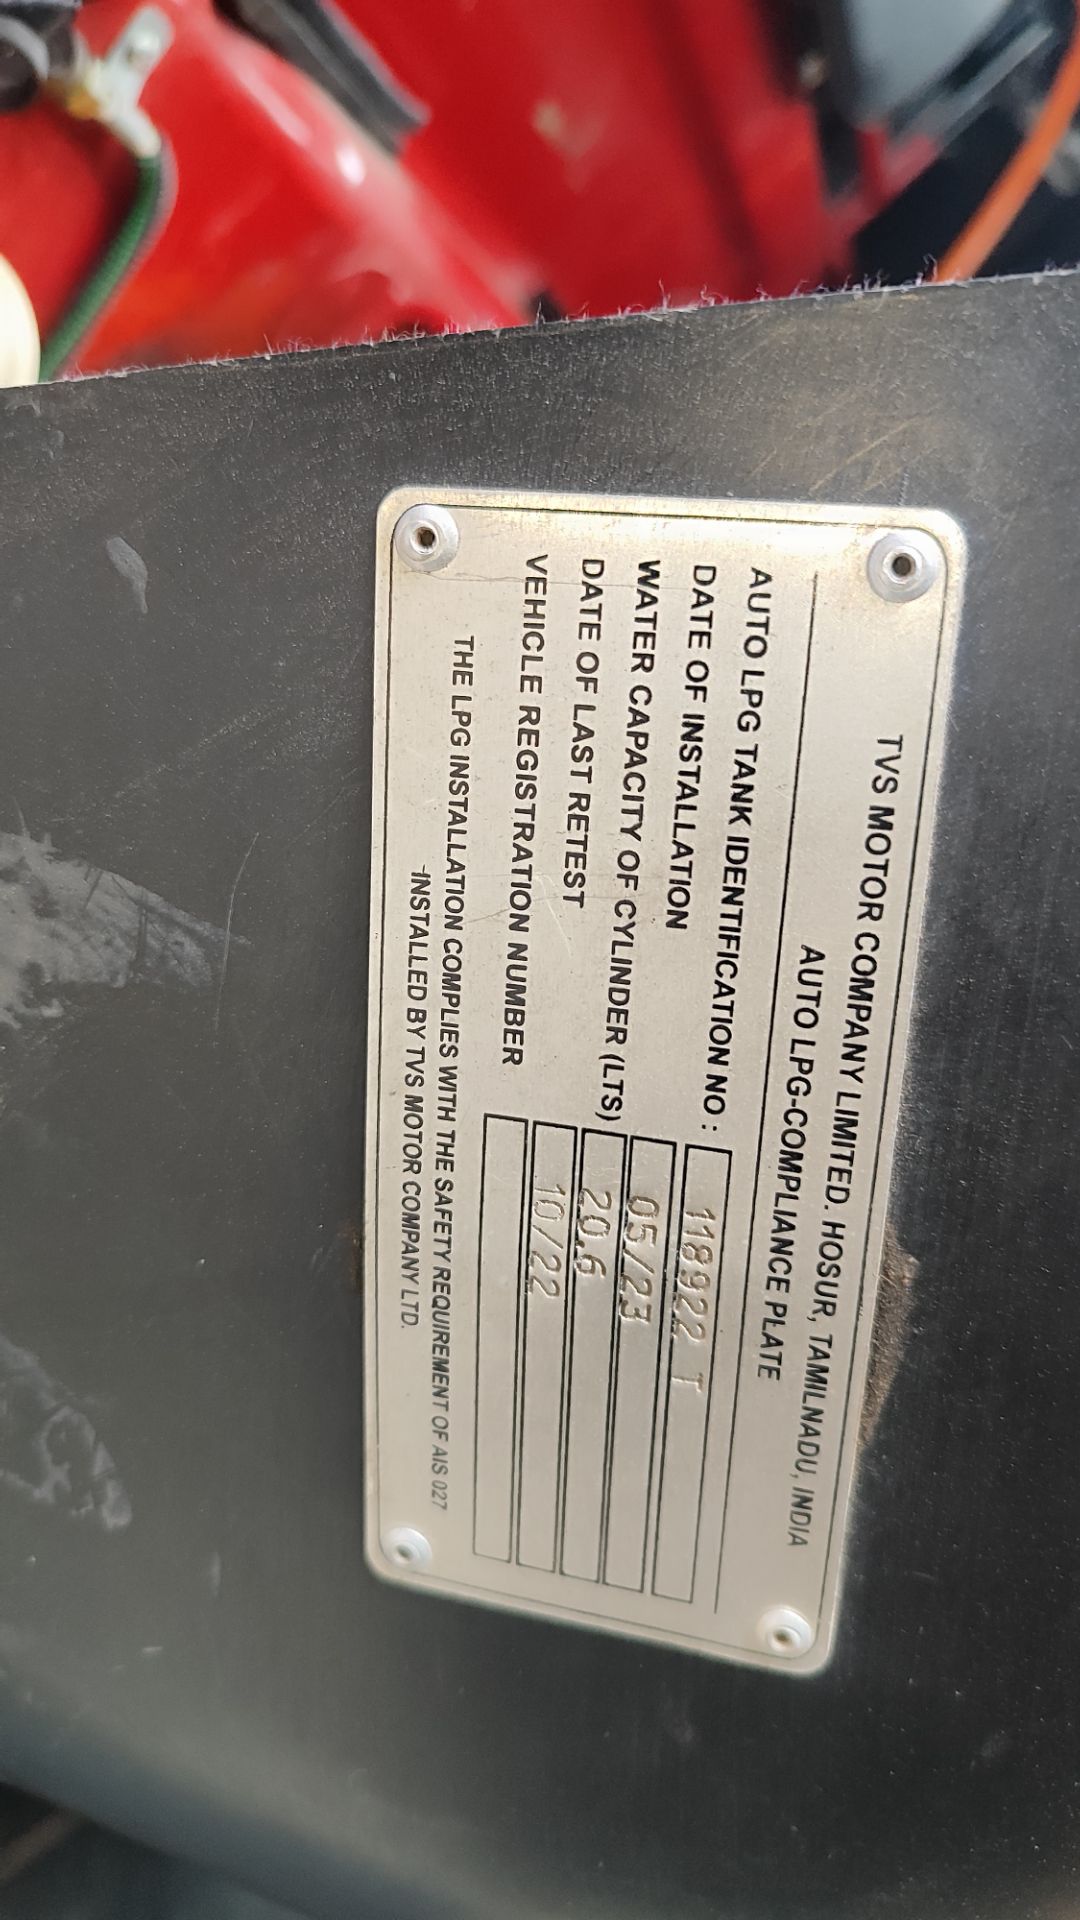 TVS MOTOR COMPANY LIMITED. HOSUR, TAMILNADU, INDIA
AUTO LPG-COMPLIANCE PLATE
AUTO LPG TANK IDENTIFICATION NO : 118922 T
DATE OF INSTALLATION 05/23
WATER CAPACITY OF CYLINDER (LTS) 20.6
DATE OF LAST RETEST 10/22
VEHICLE REGISTRATION NUMBER
THE LPG INSTALLATION COMPLIES WITH THE SAFETY REQUIREMENT OF AIS 027
-INSTALLED BY TVS MOTOR COMPANY LTD.